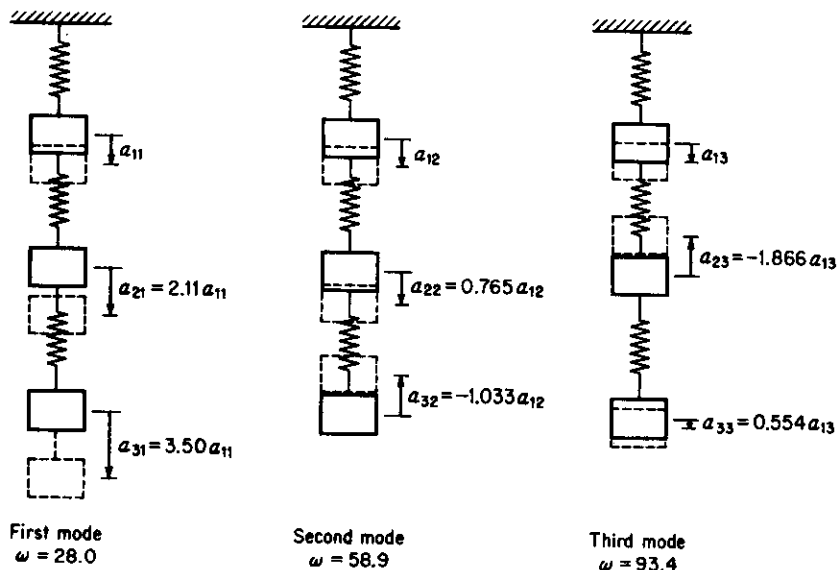 a₁₁
a₂₁ = 2.11a₁₁
a₃₁ = 3.50a₁₁
First mode
ω = 28.0
a₁₂
a₂₂ = 0.765a₁₂
a₃₂ = -1.033a₁₂
Second mode
ω = 58.9
a₁₃
a₂₃ = -1.866a₁₃
a₃₃ = 0.554a₁₃
Third mode
ω = 93.4